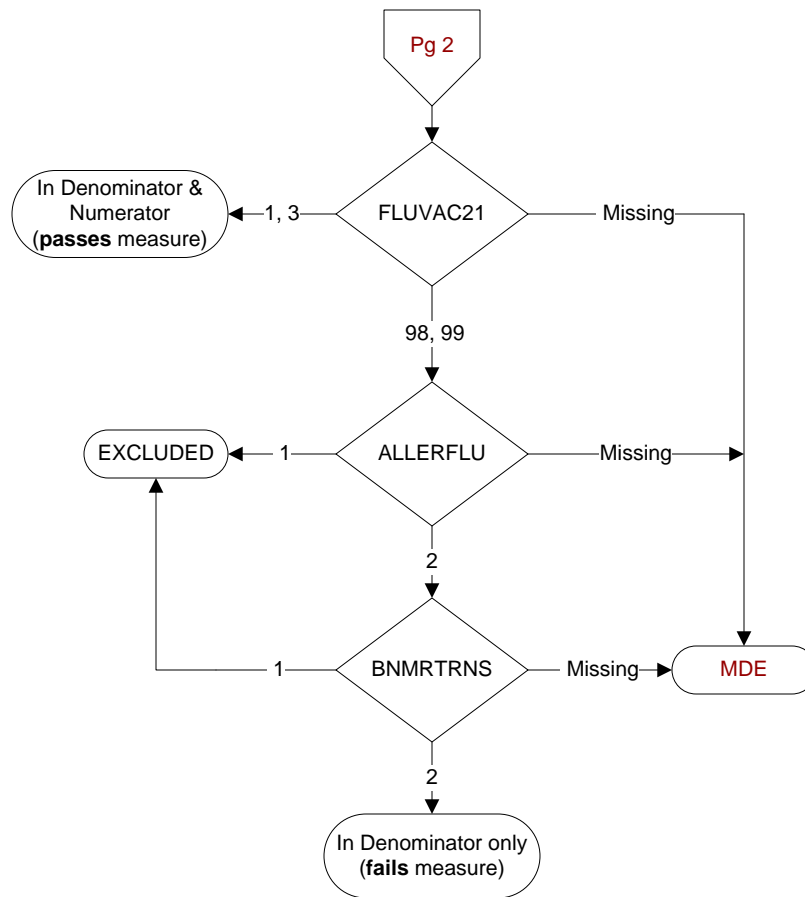 Pg 2
In Denominator &
Numerator
(passes measure)
1, 3
FLUVAC21
Missing
98, 99
EXCLUDED
1
ALLERFLU
Missing
2
1
BNMRTRNS
Missing
MDE
2
In Denominator only
(fails measure)